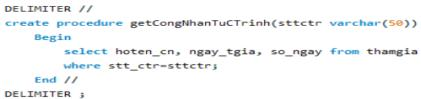 DELIMITER //
create procedure getCongNhanTuCTrinh(sttctr varchar(50))
Begin
select hoten_cn, ngay_tgia, so_ngay from thamgia
where stt_ctr=sttctr;
End //
DELIMITER ;